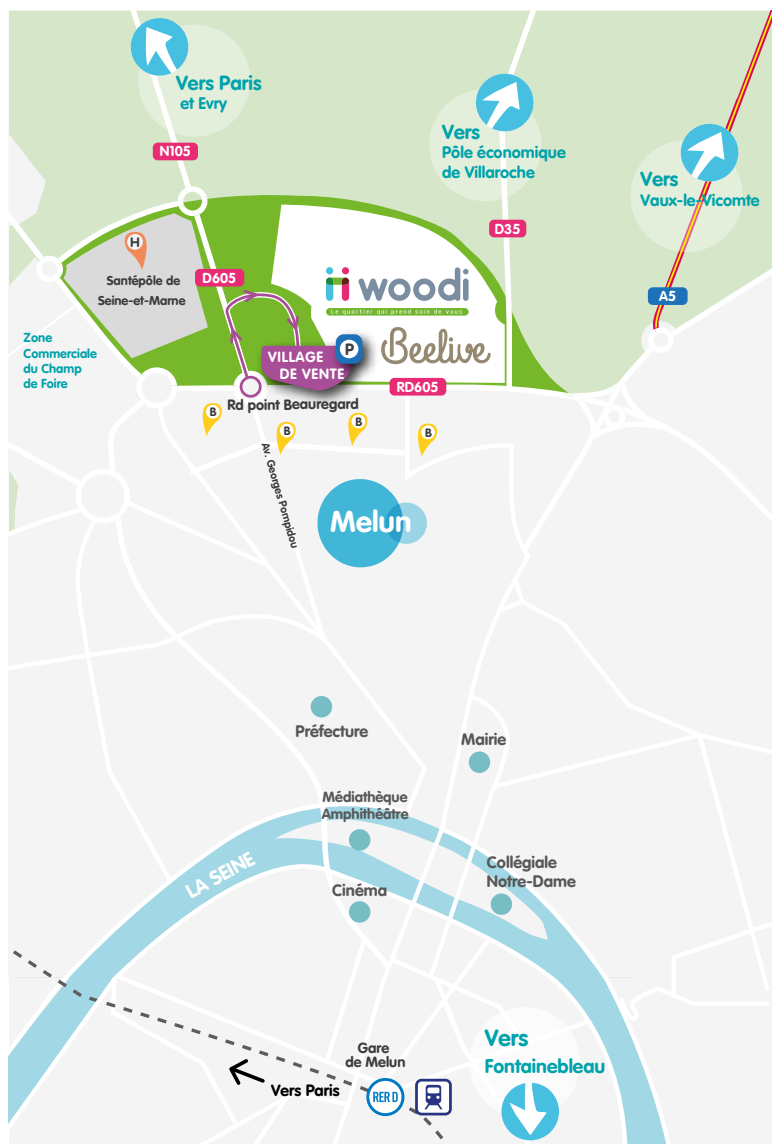 Vers Paris
et Evry
Vers
Pôle économique
de Villaroche
Vers
Vaux-le-Vicomte
N105
D35
A5
H
D605
Santépôle de
Seine-et-Marne
woodi
Le quartier qui prend soin de vous
Beelive
Zone
Commerciale
du Champ
de Foire
P
VILLAGE
DE VENTE
RD605
Rd point Beauregard
B
B
B
B
Av. Georges Pompidou
Melun
Préfecture
Mairie
Médiathèque
Amphithéâtre
LA SEINE
Collégiale
Notre-Dame
Cinéma
Vers
Fontainebleau
Gare
de Melun
Vers Paris
RER D